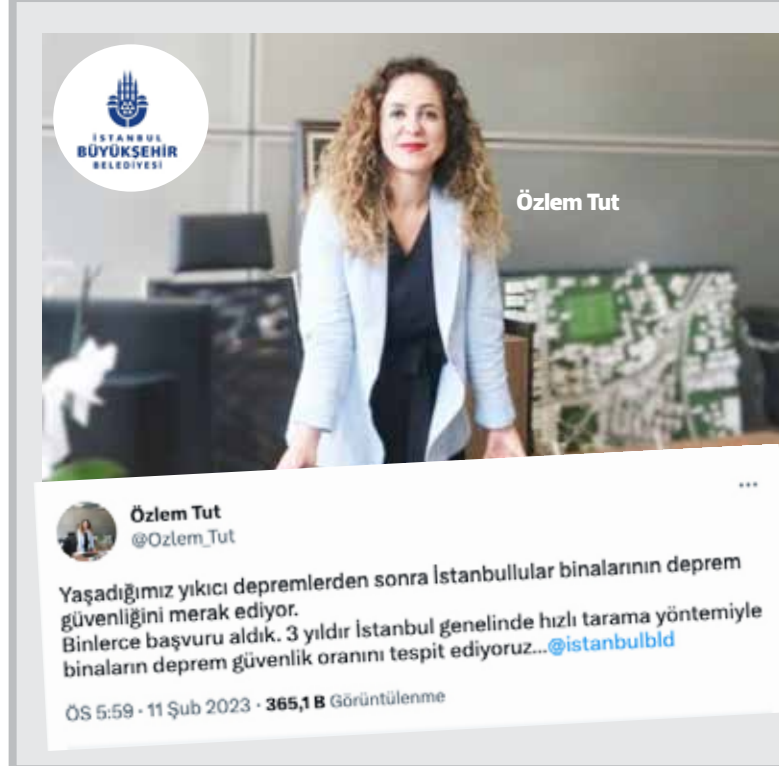 İSTANBUL
BÜYÜKŞEHİR
BELEDİYESİ
Özlem Tut
Özlem Tut
@Ozlem_Tut
Yaşadığımız yıkıcı depremlerden sonra İstanbullular binalarının deprem
güvenliğini merak ediyor.
Binlerce başvuru aldık. 3 yıldır İstanbul genelinde hızlı tarama yöntemiyle
binaların deprem güvenlik oranını tespit ediyoruz...@istanbulbld
ÖS 5:59 · 11 Şub 2023 · 365,1 B Görüntülenme